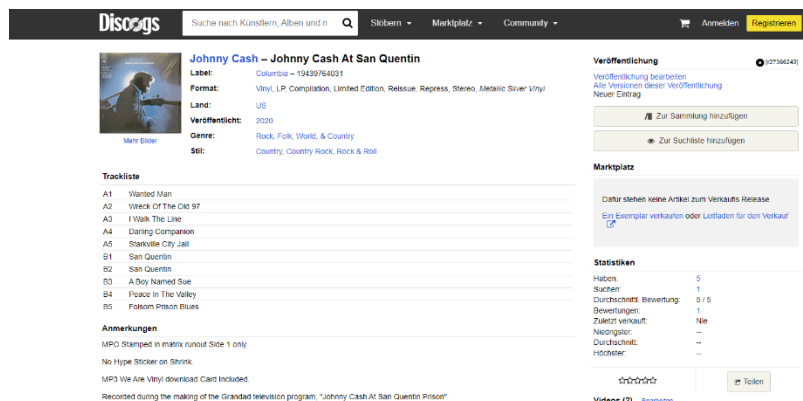 Discogs
Suche nach Künstlern, Alben und m
Stöbern
Marktplatz
Community
Anmelden
Registrieren
Johnny Cash – Johnny Cash At San Quentin
Label: Columbia – 19439764031
Format: Vinyl, LP, Compilation, Limited Edition, Reissue, Repress, Stereo, Metallic Silver Vinyl
Land: US
Veröffentlicht: 2020
Genre: Rock, Folk, World, & Country
Stil: Country, Country Rock, Rock & Roll
Mehr Bilder
Trackliste
A1 Wanted Man
A2 Wreck Of The Old 97
A3 I Walk The Line
A4 Darling Companion
A5 Starkville City Jail
B1 San Quentin
B2 San Quentin
B3 A Boy Named Sue
B4 Peace In The Valley
B5 Folsom Prison Blues
Anmerkungen
MPO Stamped in matrix runout Side 1 only.
No Hype Sticker on Shrink.
MP3 We Are Vinyl download Card Included.
Recorded during the making of the Grandad television program, "Johnny Cash At San Quentin Prison".
Veröffentlichung
[r27366243]
Veröffentlichung bearbeiten
Alle Versionen dieser Veröffentlichung
Neuer Eintrag
Zur Sammlung hinzufügen
Zur Suchliste hinzufügen
Marktplatz
Dafür stehen keine Artikel zum Verkaufts Release
Ein Exemplar verkaufen oder Leitfaden für den Verkauf
Statistiken
Haben: 5
Suchen: 1
Durchschnittl. Bewertung: 5 / 5
Bewertungen: 1
Zuletzt verkauft: Nie
Niedrigster: --
Durchschnitt: --
Höchster: --
Teilen
Videos (2) Bearbeiten